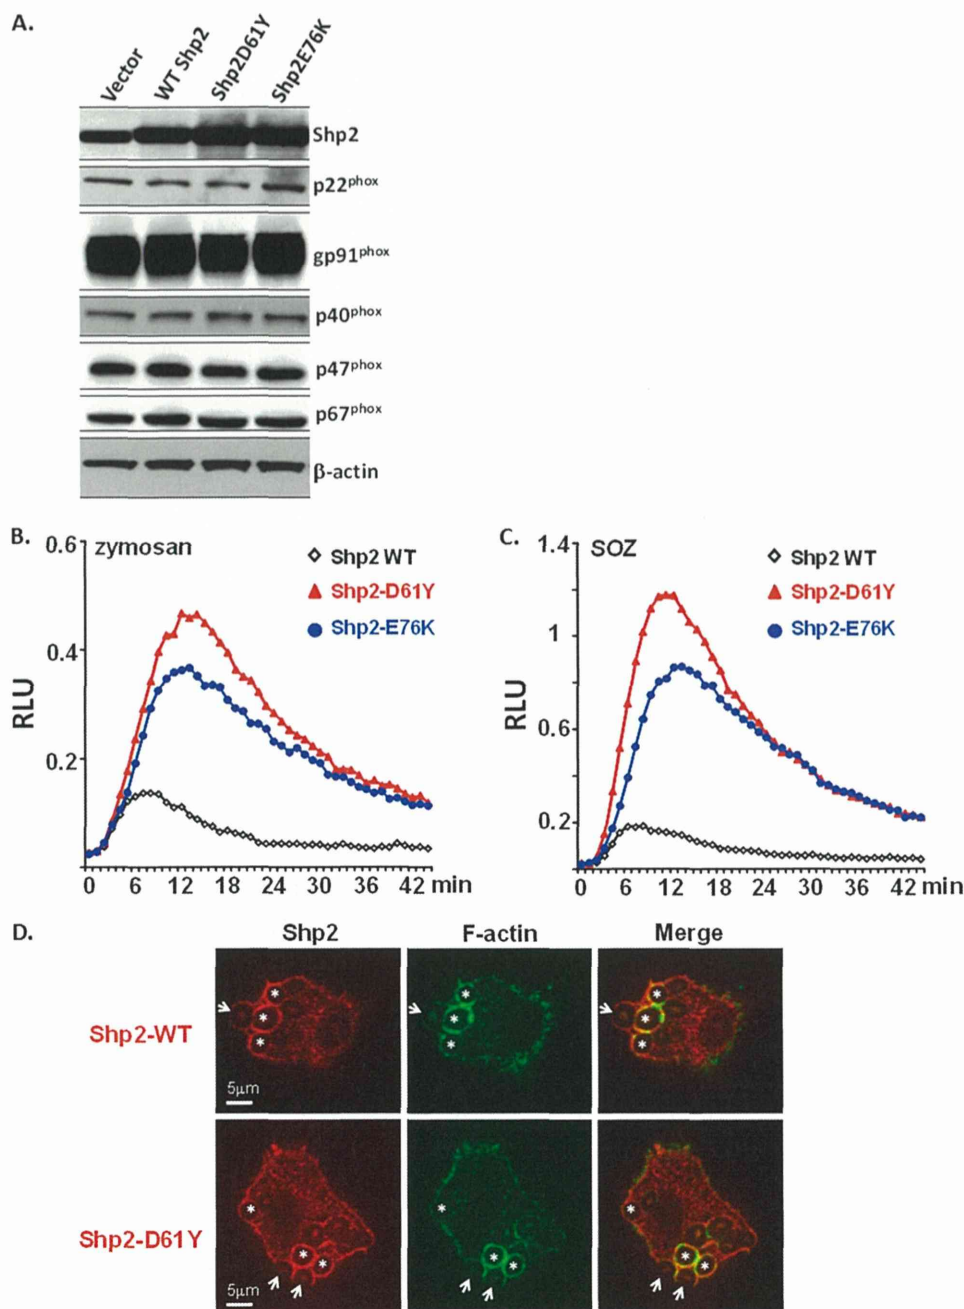 A.
Vector
WT Shp2
Shp2D61Y
Shp2E76K
Shp2
p22phox
gp91phox
p40phox
p47phox
p67phox
β-actin
B.
zymosan
RLU
0.6
0.4
0.2
Shp2 WT
Shp2-D61Y
Shp2-E76K
0 6 12 18 24 30 36 42 min
C.
SOZ
RLU
1.4
1
0.6
0.2
Shp2 WT
Shp2-D61Y
Shp2-E76K
0 6 12 18 24 30 36 42 min
D.
Shp2 F-actin Merge
Shp2-WT
* * *
* * *
* * *
5μm
Shp2-D61Y
* * *
* * *
* * *
5μm